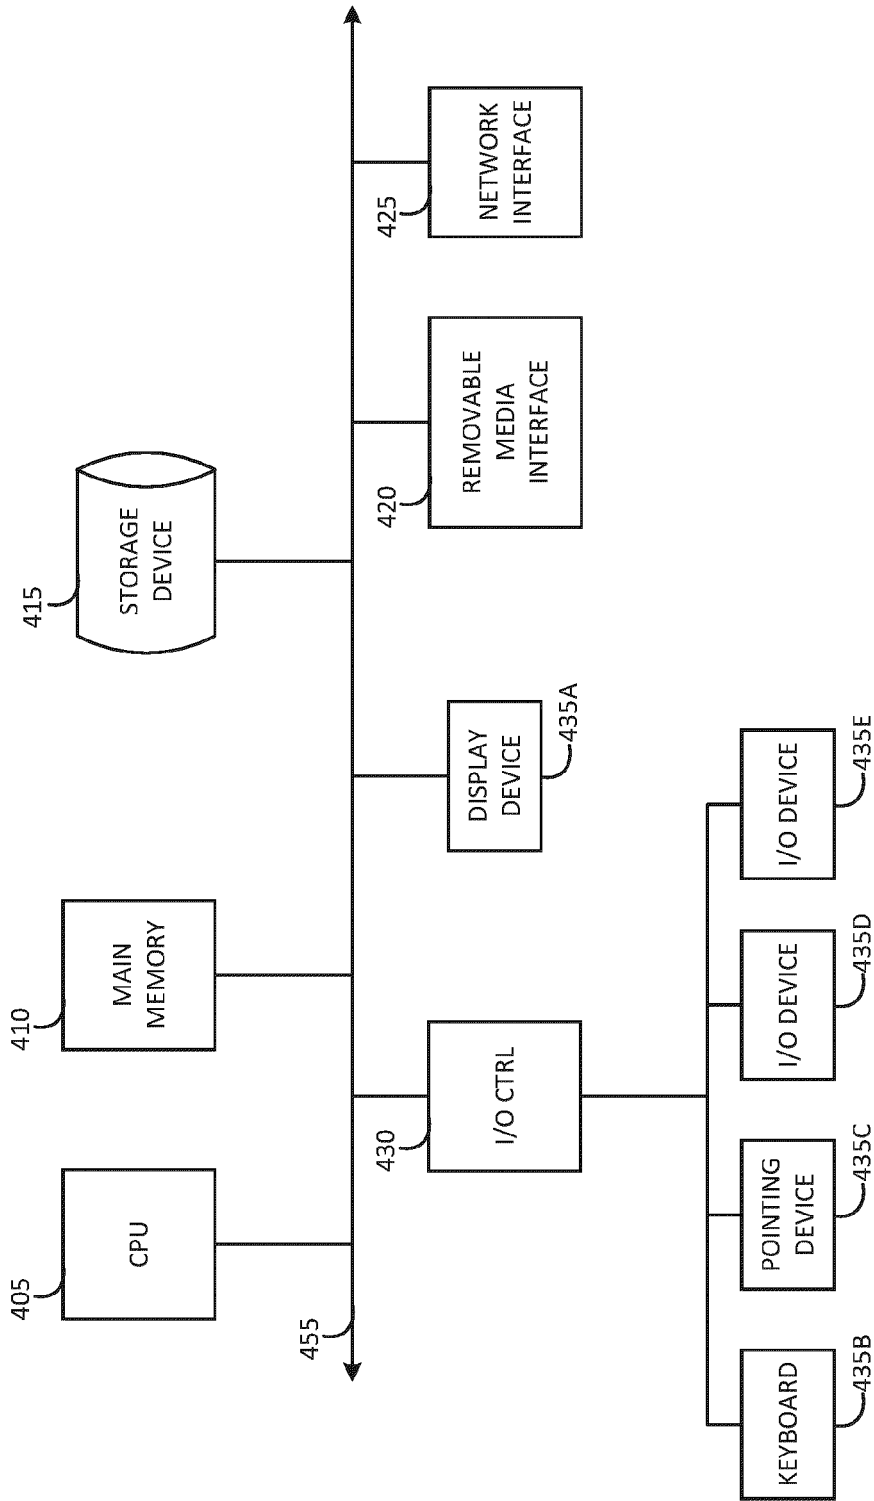 405
CPU
410
MAIN
MEMORY
415
STORAGE
DEVICE
455
430
I/O CTRL
DISPLAY
DEVICE
435A
420
REMOVABLE
MEDIA
INTERFACE
425
NETWORK
INTERFACE
KEYBOARD
435B
POINTING
DEVICE
435C
I/O DEVICE
435D
I/O DEVICE
435E